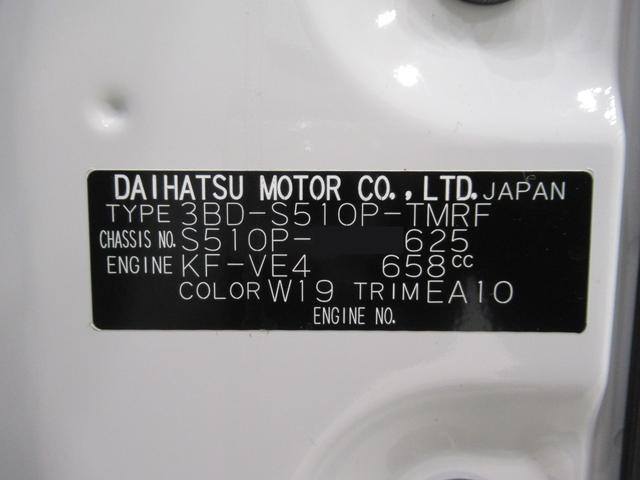 DAIHATSU MOTOR CO., LTD. JAPAN
TYPE 3BD-S510P-TMRF
CHASSIS NO. S510P- 625
ENGINE KF-VE4 658cc
COLOR W19 TRIM EA10
ENGINE NO.